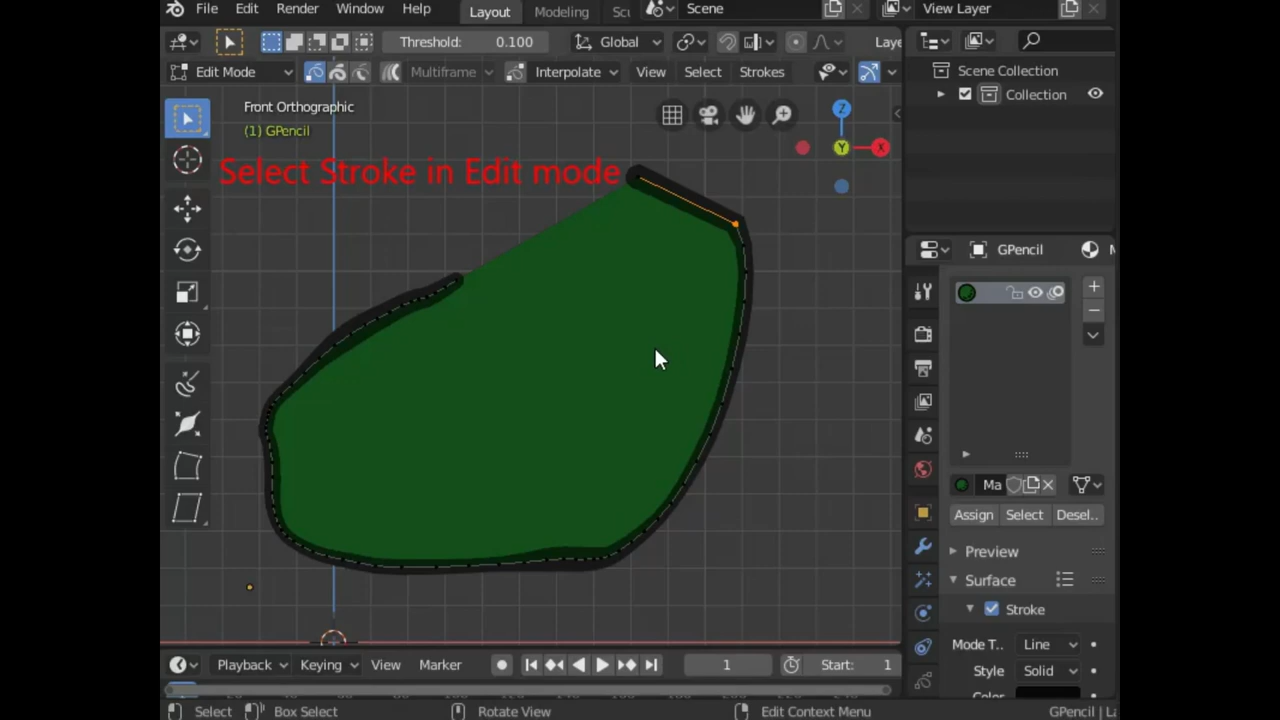 File Edit Render Window Help Layout Modeling Scene View Layer
Threshold: 0.100 Global
Edit Mode Multiframe Interpolate View Select Strokes
Scene Collection
Collection
Front Orthographic
(1) GPencil
Z
Y X
Select Stroke in Edit mode
GPencil
Ma
Assign Select Desel..
Preview
Surface
Stroke
Mode T.. Line
Style Solid
Playback Keying View Marker 1 Start: 1
Select Box Select Rotate View Edit Context Menu GPencil | La